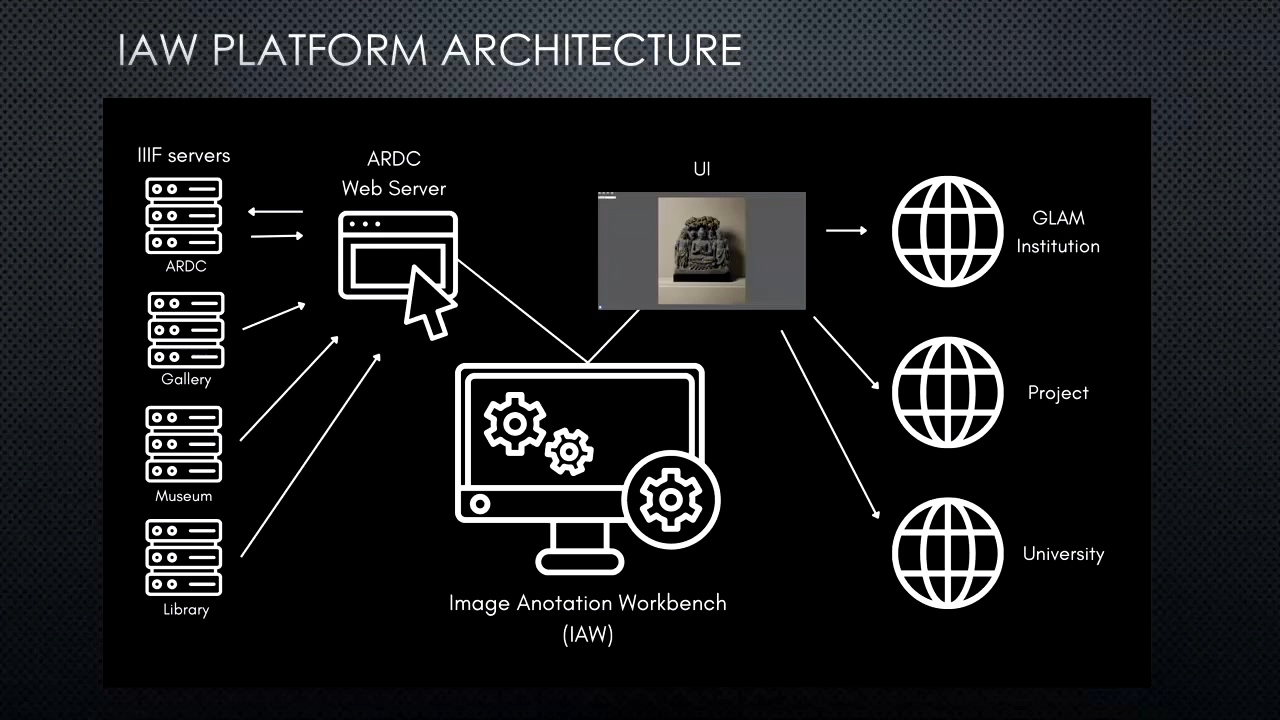 IAW PLATFORM ARCHITECTURE
IIIF servers
ARDC
Gallery
Museum
Library
ARDC
Web Server
UI
Image Anotation Workbench
(IAW)
GLAM
Institution
Project
University